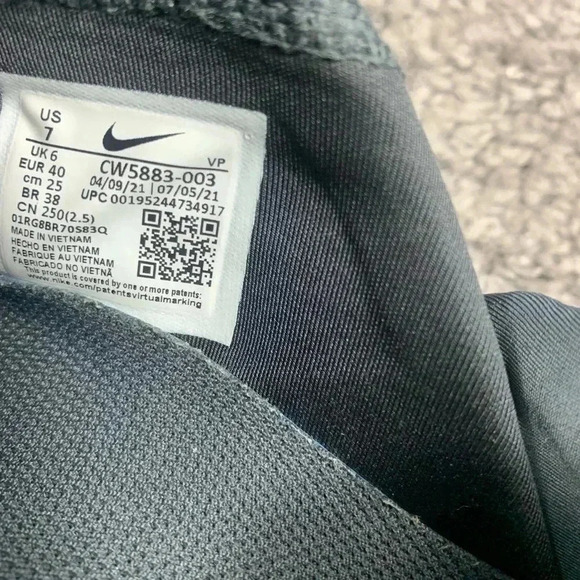 US
7
UK 6
EUR 40
cm 25
BR 38
CN 250(2.5)
VP
CW5883-003
04/09/21 | 07/05/21
UPC 00195244734917
01RG8BR70S83Q
MADE IN VIETNAM
HECHO EN VIETNAM
FABRIQUE AU VIETNAM
FABRICADO NO VIETNÃ
This product is covered by one or more patents:
www.nike.com/patentsvirtualmarking